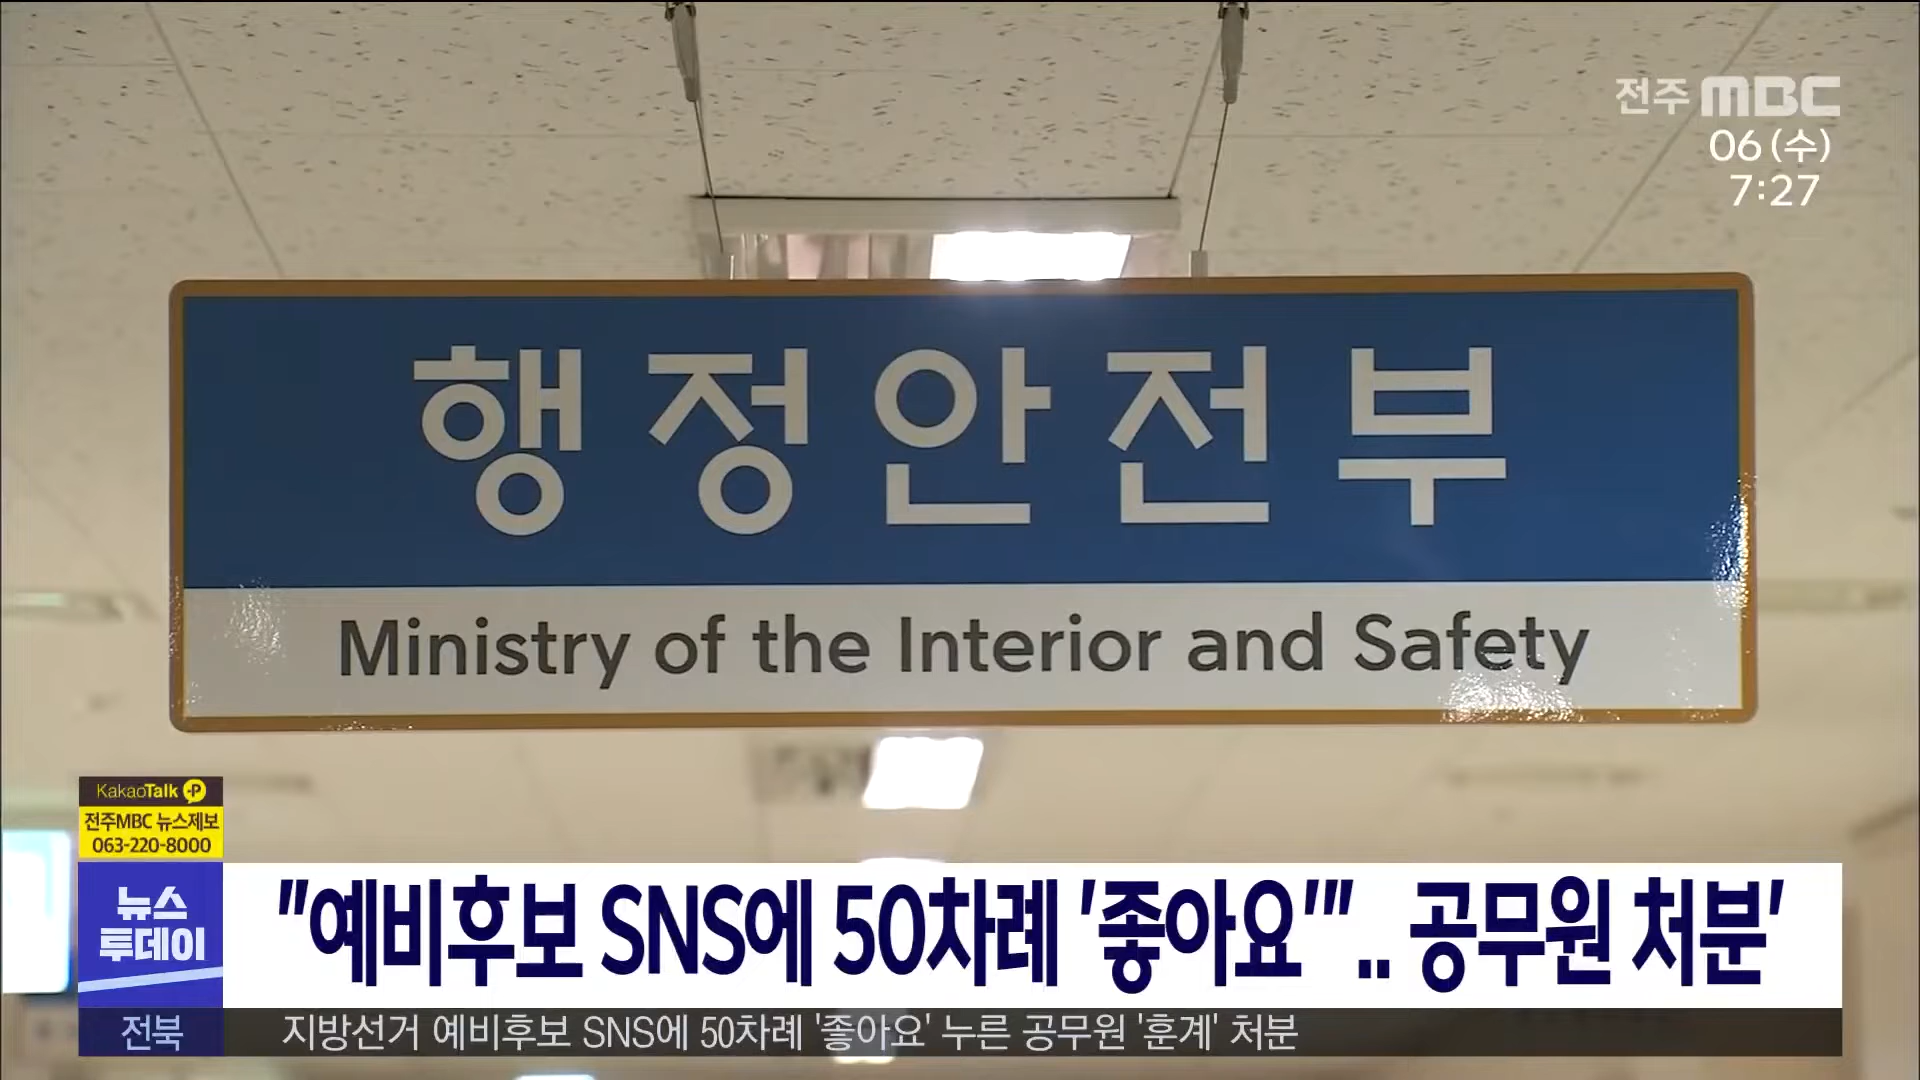 전주 MBC
06 (수)
7:27
행정안전부
Ministry of the Interior and Safety
KakaoTalk P
전주MBC 뉴스제보
063-220-8000
뉴스
투데이
"예비후보 SNS에 50차례 '좋아요'".. 공무원 처분'
전북
지방선거 예비후보 SNS에 50차례 '좋아요' 누른 공무원 '훈계' 처분